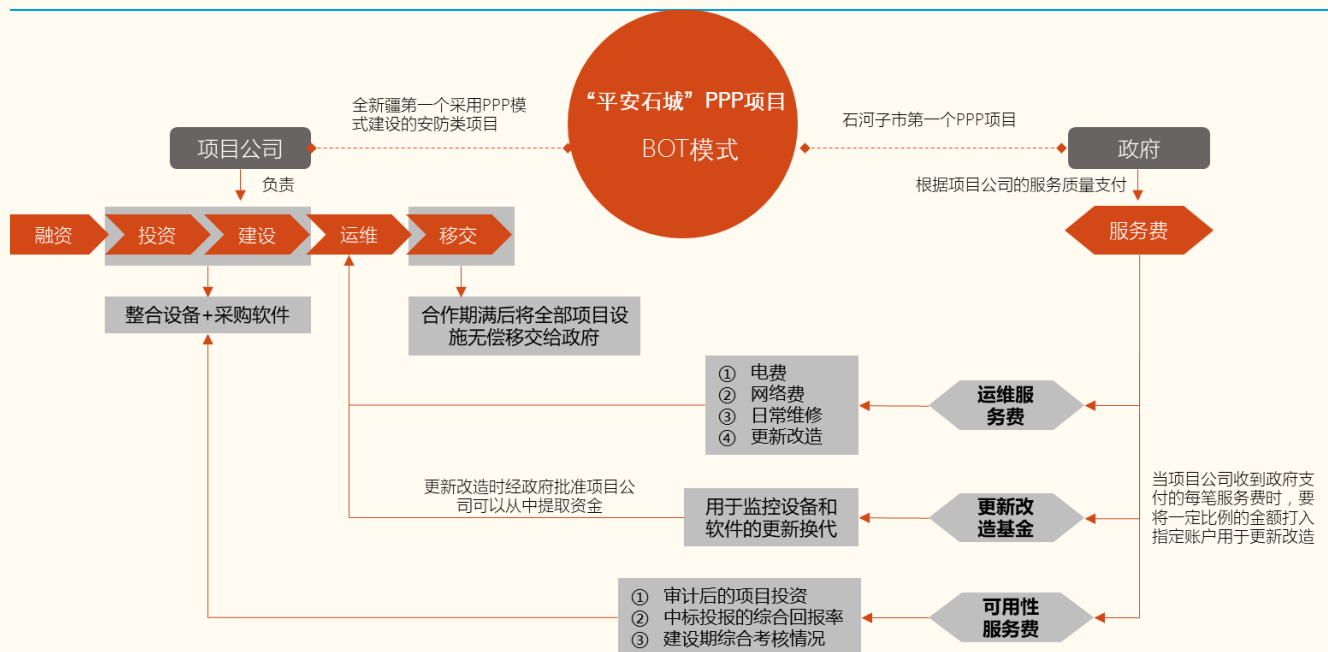 “平安石城”PPP项目
BOT模式
全新疆第一个采用PPP模
式建设的安防类项目
石河子市第一个PPP项目
项目公司
政府
负责
根据项目公司的服务质量支付
融资
投资
建设
运维
移交
服务费
整合设备+采购软件
合作期满后将全部项目设
施无偿移交给政府
① 电费
② 网络费
③ 日常维修
④ 更新改造
运维服
务费
更新改造时经政府批准项目公
司可以从中提取资金
用于监控设备和
软件的更新换代
更新改
造基金
当项目公司收到政府支
付的每笔服务费时，要
将一定比例的金额打入
指定账户用于更新改造
① 审计后的项目投资
② 中标投报的综合回报率
③ 建设期综合考核情况
可用性
服务费